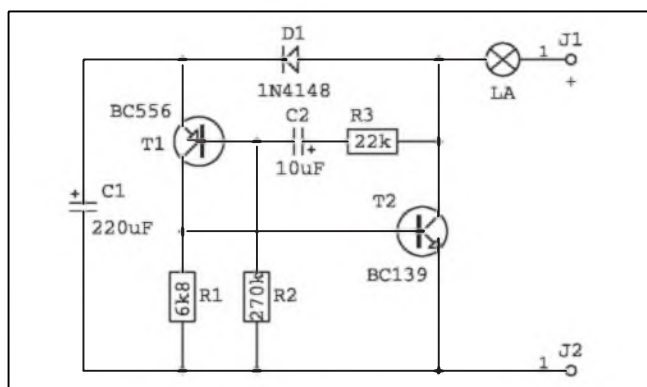 D1
J1
1
+
1N4148
LA
BC556
C2
R3
T1
22k
10uF
+
T2
+
C1
220uF
BC139
6k8
R1
270k
R2
J2
1